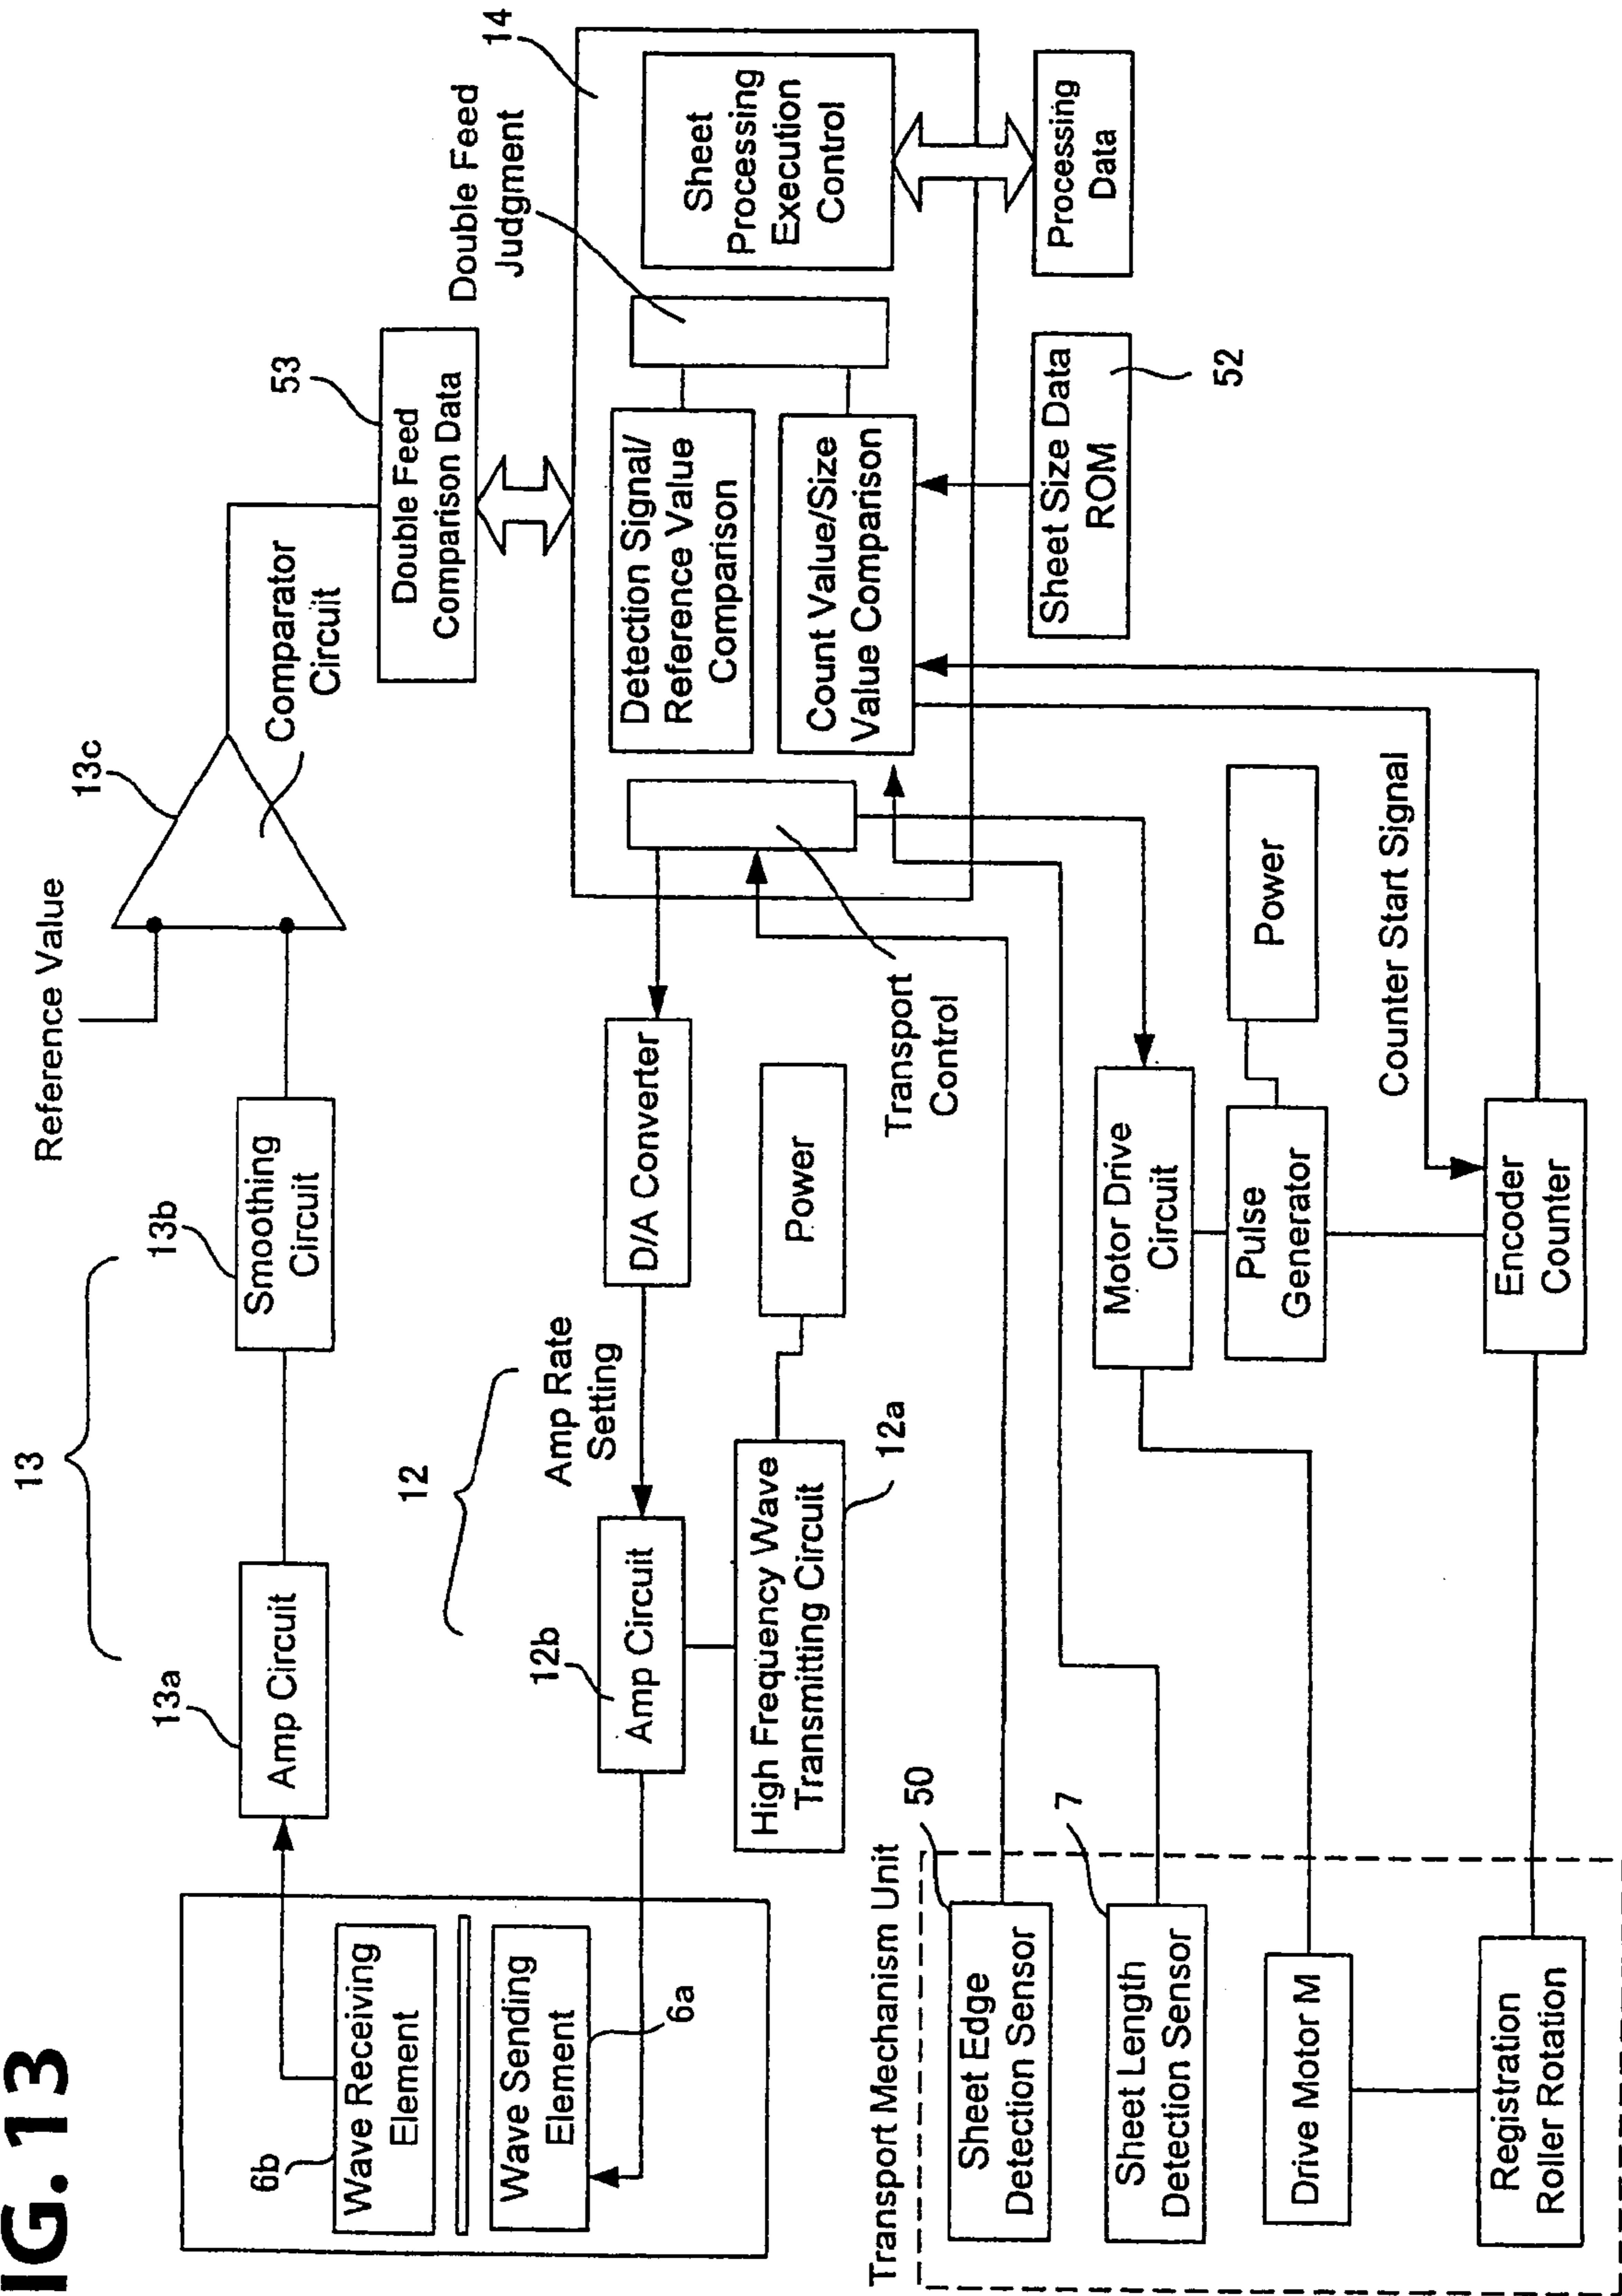 IG. 13
13
13a
Amp Circuit
13b
Smoothing
Circuit
Reference Value
13c
Comparator
Circuit
53
Double Feed
Comparison Data
6b
Wave Receiving
Element
Wave Sending
Element
6a
12
12b
Amp Circuit
Amp Rate
Setting
D/A Converter
High Frequency Wave
Transmitting Circuit
12a
Power
Transport
Control
Double Feed
Judgment
14
Detection Signal/
Reference Value
Comparison
Count Value/Size
Value Comparison
Sheet
Processing
Execution
Control
Sheet Size Data
ROM
52
Processing
Data
Transport Mechanism Unit
50
Sheet Edge
Detection Sensor
7
Sheet Length
Detection Sensor
Drive Motor M
Registration
Roller Rotation
Motor Drive
Circuit
Pulse
Generator
Power
Counter Start Signal
Encoder
Counter